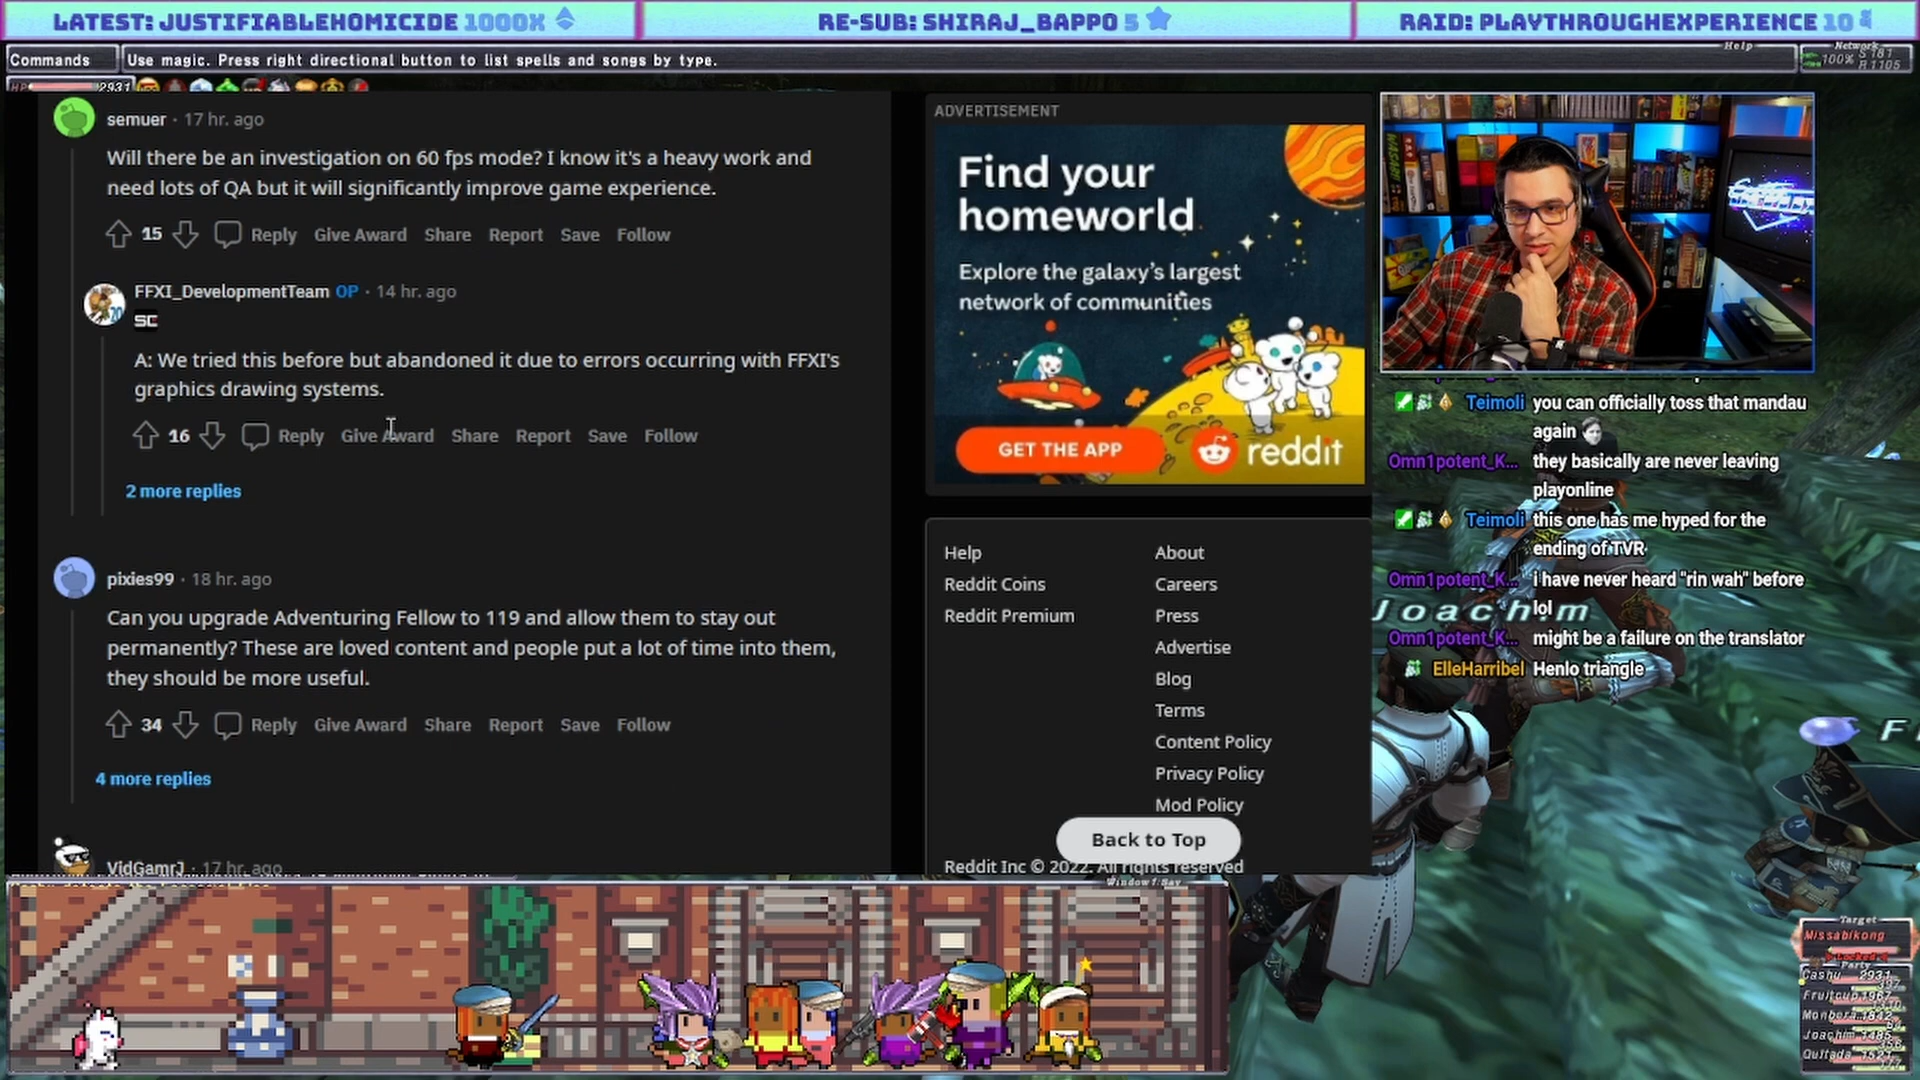 LATEST: JUSTIFIABLEHOMICIDE 1000X
RE-SUB: SHIRAJ_BAPPO 5
RAID: PLAYTHROUGHEXPERIENCE 10
Commands
Use magic. Press right directional button to list spells and songs by type.
Help
Network
100%
S 181
R 1105
HP
2931
semuer · 17 hr. ago
Will there be an investigation on 60 fps mode? I know it's a heavy work and
need lots of QA but it will significantly improve game experience.
15 Reply Give Award Share Report Save Follow
FFXI_DevelopmentTeam OP · 14 hr. ago
A: We tried this before but abandoned it due to errors occurring with FFXI's
graphics drawing systems.
16 Reply Give Award Share Report Save Follow
2 more replies
pixies99 · 18 hr. ago
Can you upgrade Adventuring Fellow to 119 and allow them to stay out
permanently? These are loved content and people put a lot of time into them,
they should be more useful.
34 Reply Give Award Share Report Save Follow
4 more replies
VidGamrJ · 17 hr. ago
ADVERTISEMENT
Find your
homeworld
Explore the galaxy's largest
network of communities
GET THE APP
reddit
Help
Reddit Coins
Reddit Premium
About
Careers
Press
Advertise
Blog
Terms
Content Policy
Privacy Policy
Mod Policy
Back to Top
Reddit Inc © 2022. All rights reserved
Teimoli you can officially toss that mandau
again
Omn1potent_K... they basically are never leaving
playonline
Teimoli this one has me hyped for the
ending of TVR
Omn1potent_K... i have never heard "rin wah" before
lol
Joachim
Omn1potent_K... might be a failure on the translator
ElleHarribel Henlo triangle
Target
Missabikong
Party
Cashy 2931
Fruitcup 1967
Joachim